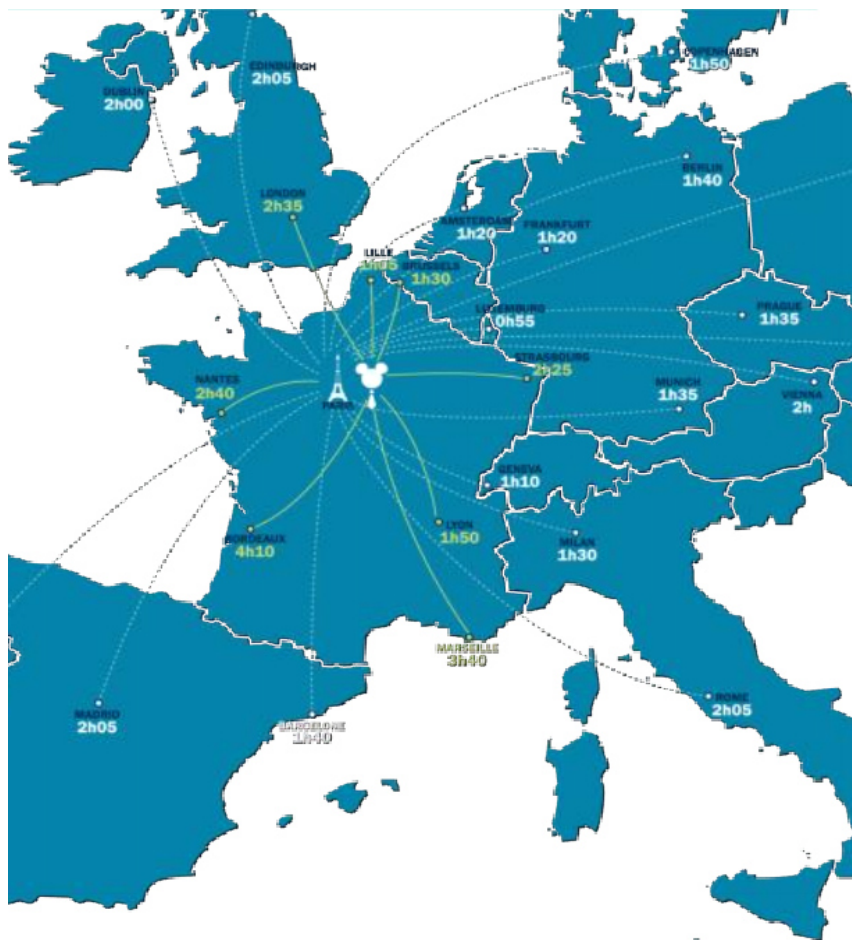 EDINBURGH
2h05
COPENHAGEN
1h50
DUBLIN
2h00
BERLIN
1h40
LONDON
2h35
AMSTERDAM
1h20
FRANKFURT
1h20
LILLE
1h05
BRUSSELS
1h30
LUXEMBURG
0h55
PRAGUE
1h35
STRASBOURG
2h25
NANTES
2h40
PARIS
MUNICH
1h35
VIENNA
2h
GENEVA
1h10
LYON
1h50
BORDEAUX
4h10
MILAN
1h30
MARSEILLE
3h40
MADRID
2h05
BARCELONE
1h40
ROME
2h05